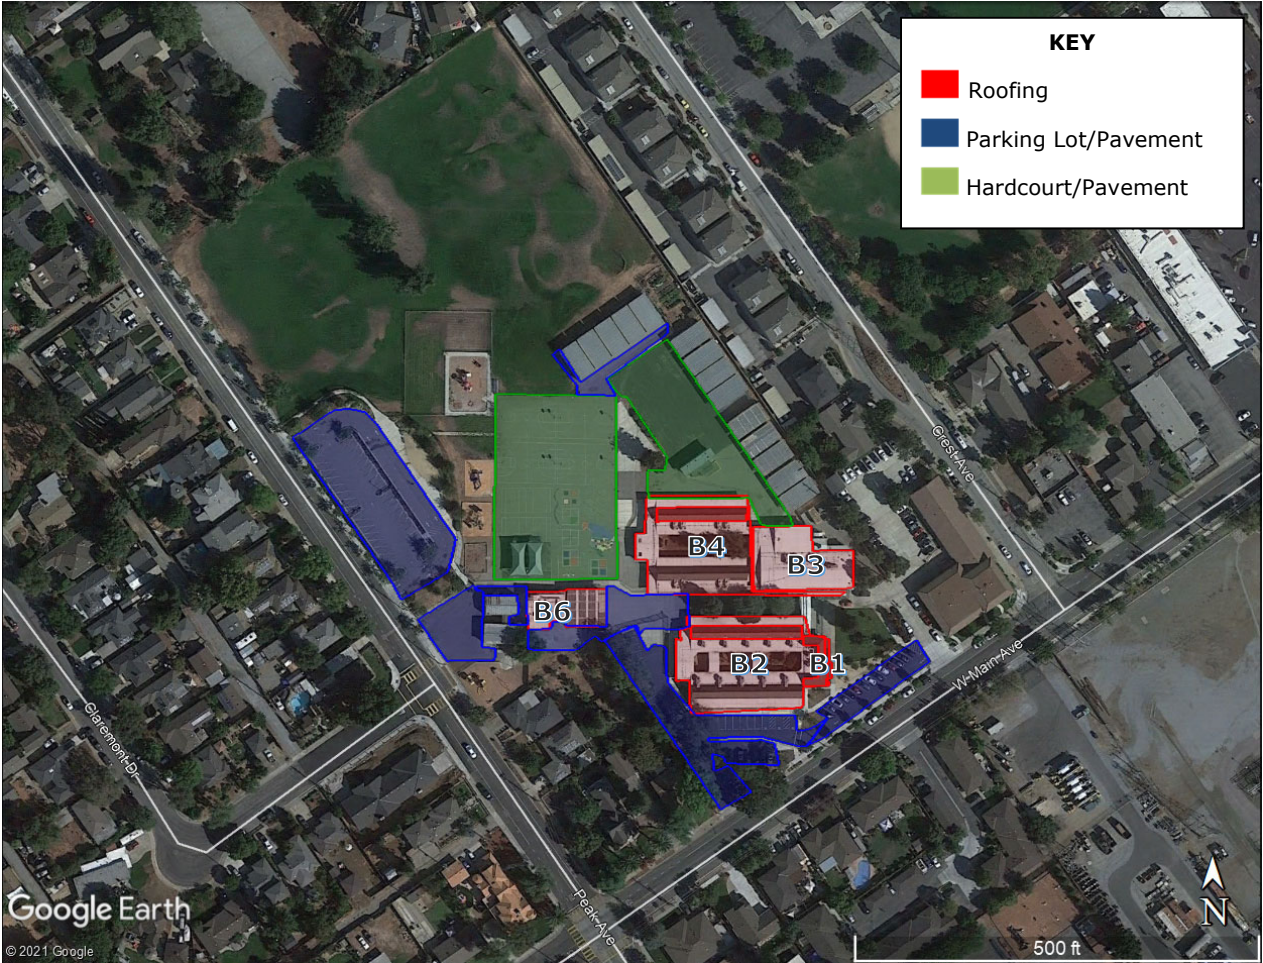 KEY
Roofing
Parking Lot/Pavement
Hardcourt/Pavement
Crest Ave
B4
B3
B6
B2
B1
W Main Ave
Claremont Dr
Peak Ave
Google Earth
N
© 2021 Google
500 ft